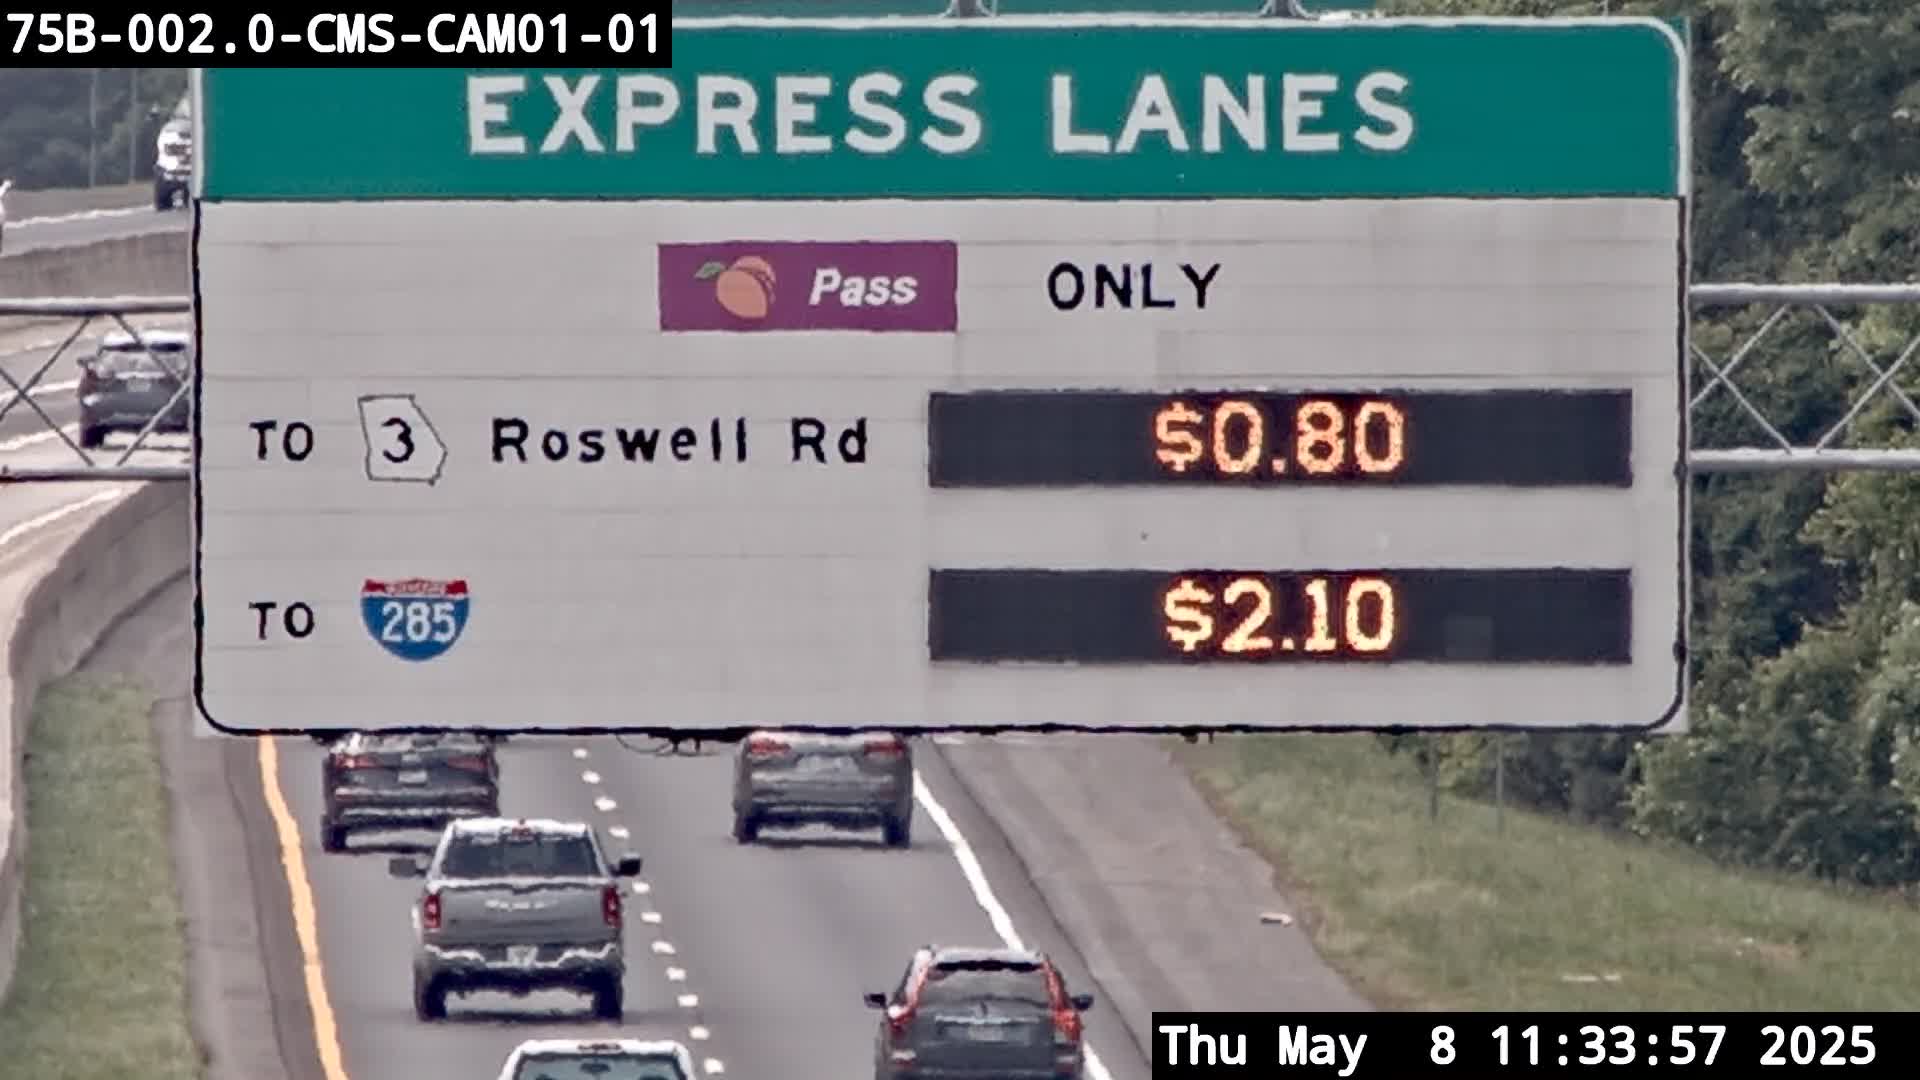 75B-002.0-CMS-CAM01-01
EXPRESS LANES
Pass ONLY
TO 3 Roswell Rd $0.80
TO 285 $2.10
Thu May 8 11:33:57 2025